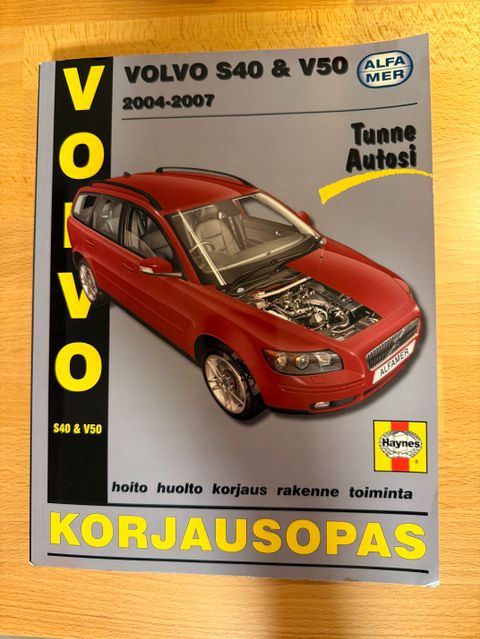 VOLVO
VOLVO S40 & V50
2004-2007
ALFA
MER
Tunne
Autosi
ALFAMER
S40 & V50
Haynes
®
hoito huolto korjaus rakenne toiminta
KORJAUSOPAS